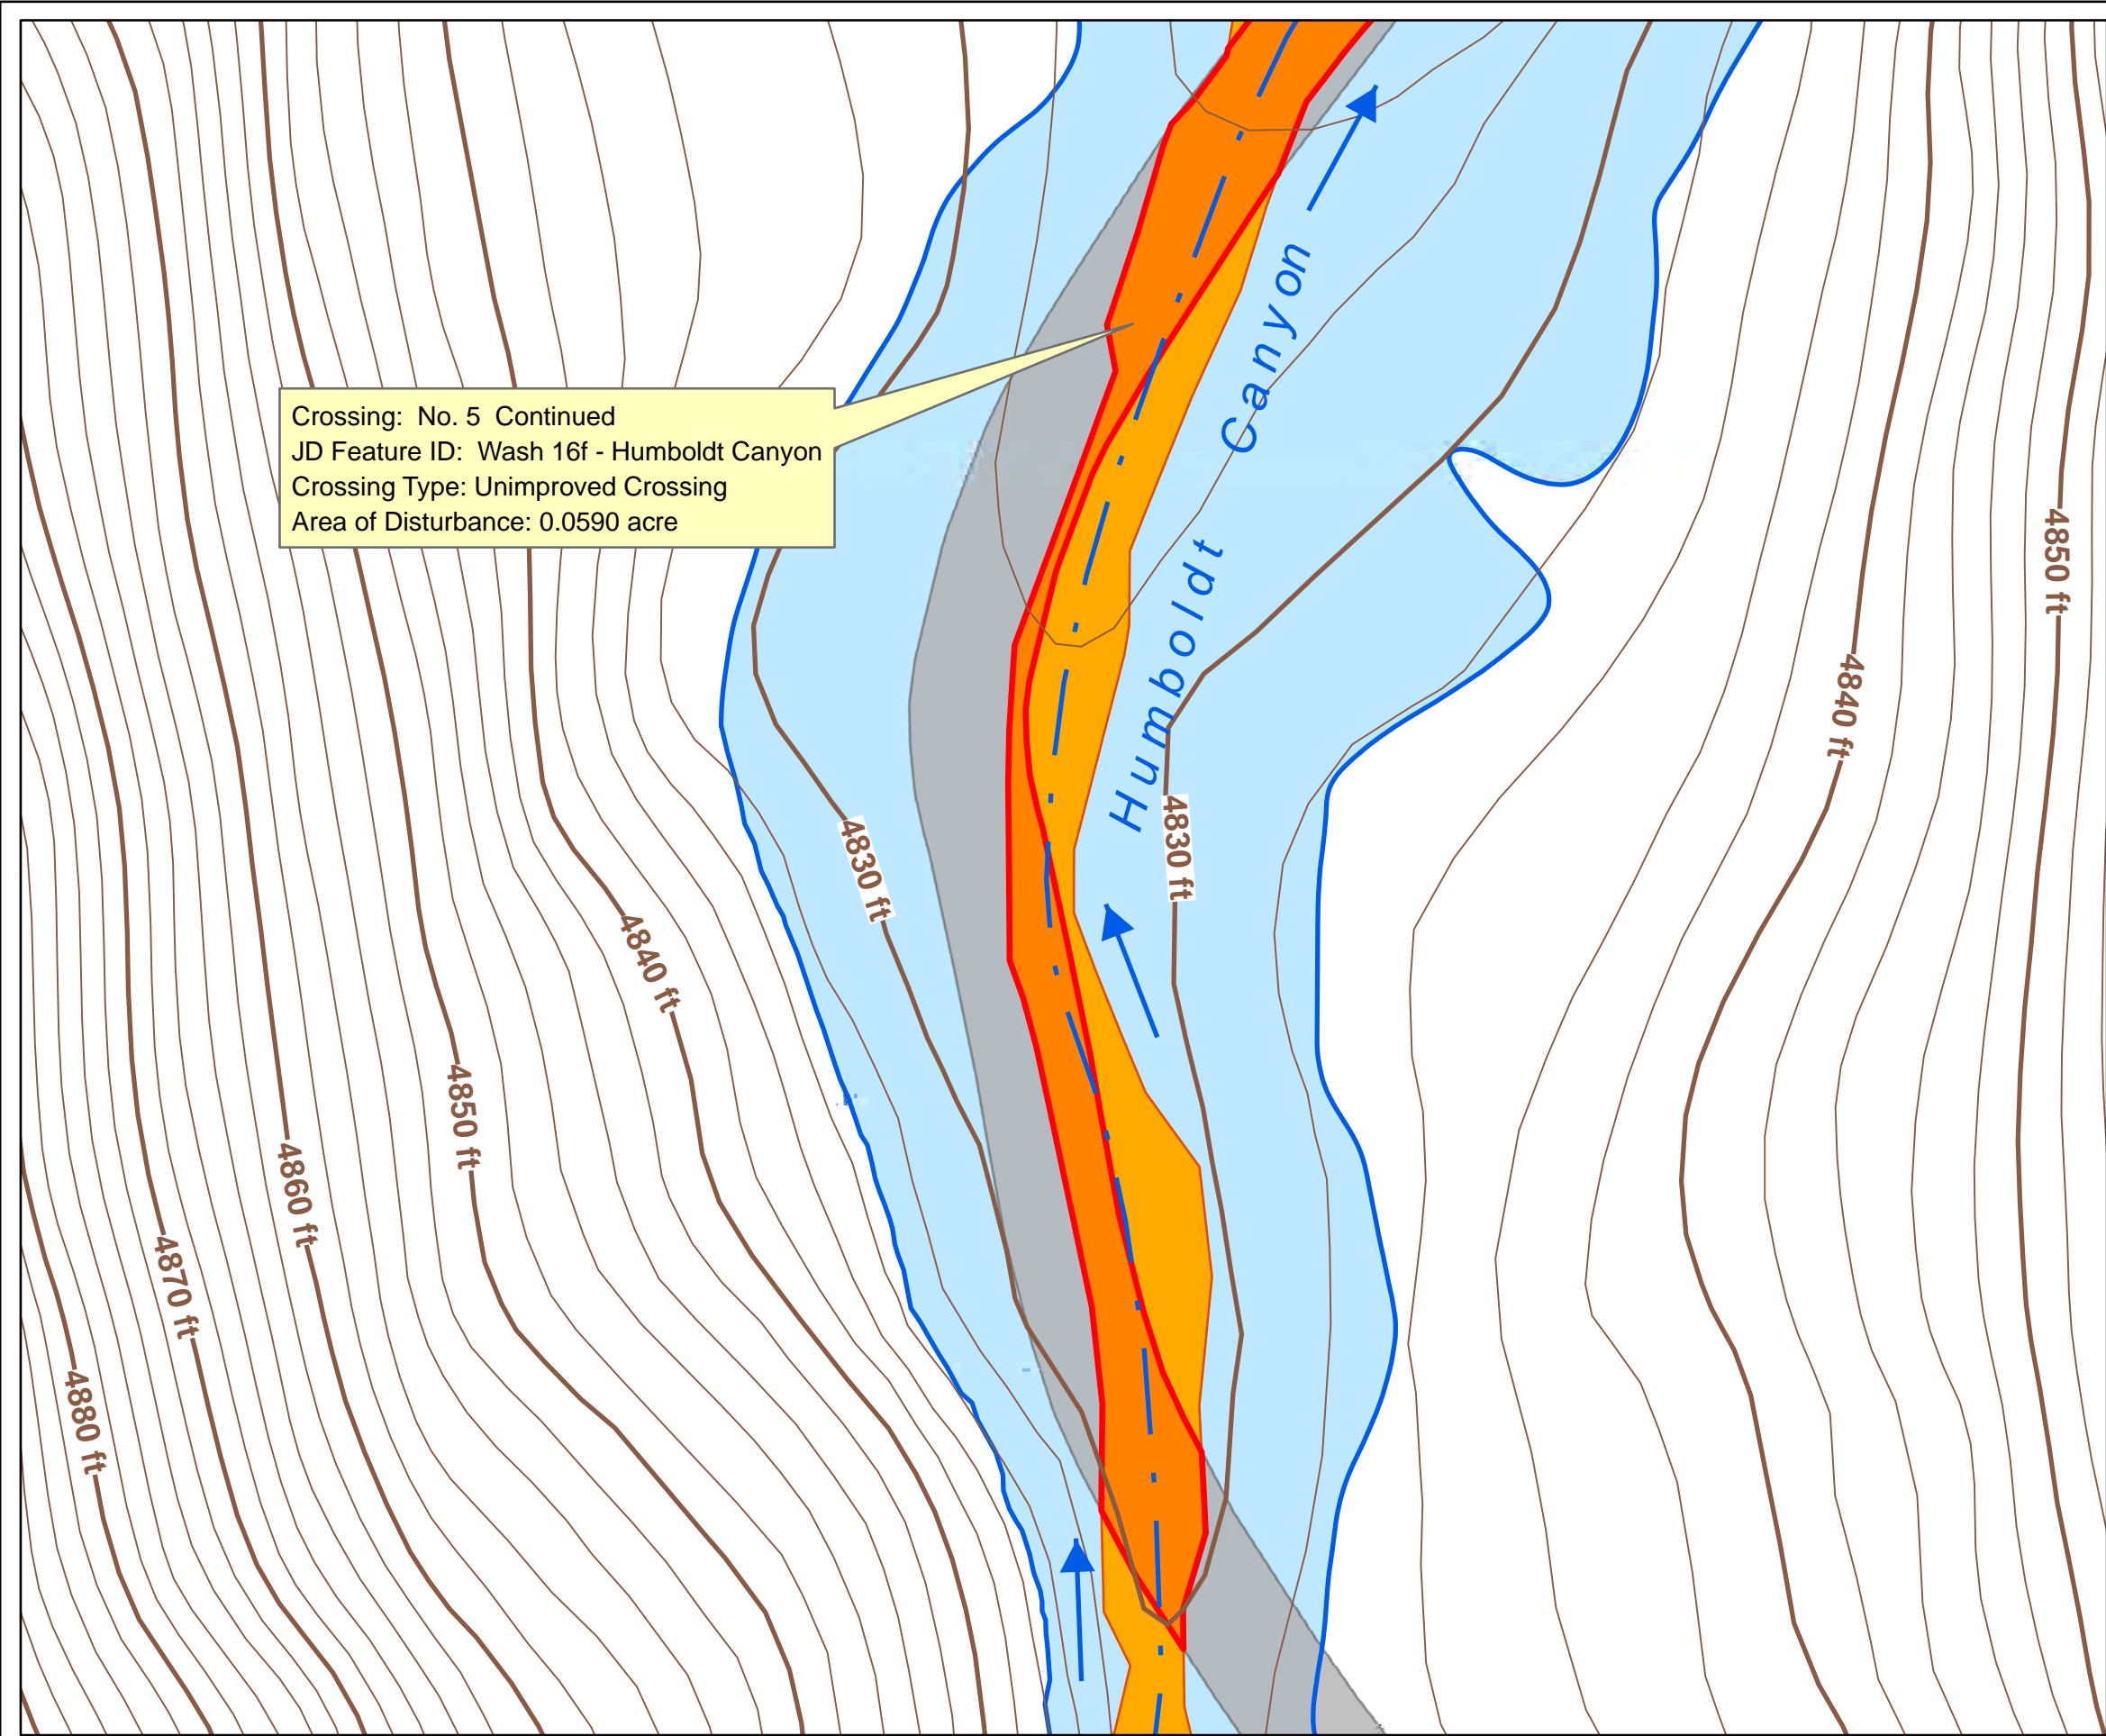 Crossing: No. 5 Continued
JD Feature ID: Wash 16f - Humboldt Canyon
Crossing Type: Unimproved Crossing
Area of Disturbance: 0.0590 acre
Humboldt Canyon
4850 ft
4840 ft
4830 ft
4830 ft
4840 ft
4850 ft
4860 ft
4870 ft
4880 ft